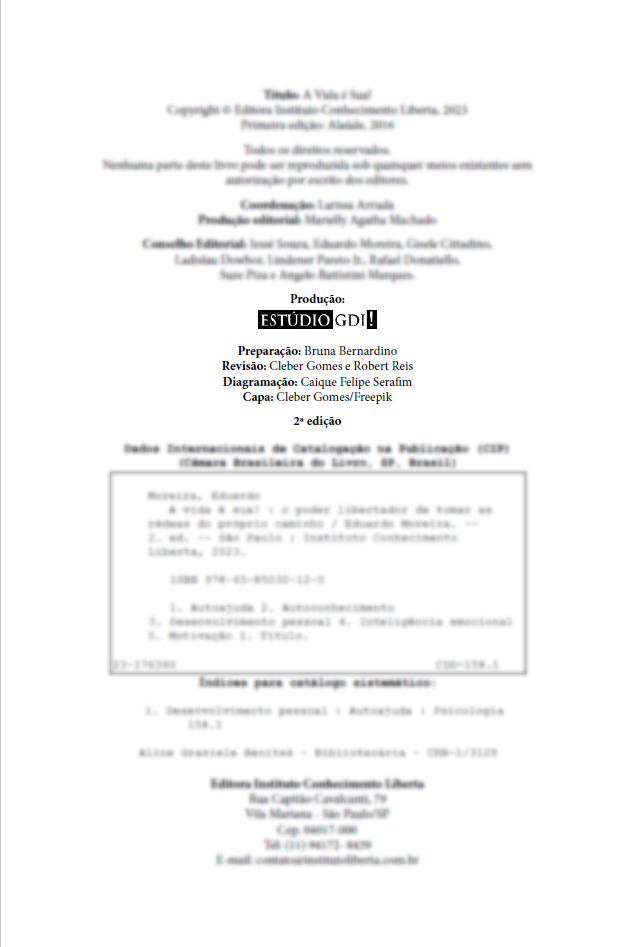 Título: A Vida é Sua!
Copyright © Editora Instituto Conhecimento Liberta, 2023
Primeira edição: Alaúde, 2016
Todos os direitos reservados.
Nenhuma parte deste livro pode ser reproduzida sob quaisquer meios existentes sem
autorização por escrito dos editores.
Coordenação: Larissa Arruda
Produção editorial: Marielly Agatha Machado
Conselho Editorial: Jessé Souza, Eduardo Moreira, Gisele Cittadino,
Ladislau Dowbor, Lindener Pareto Jr., Rafael Donatiello,
Suze Piza e Angelo Battistini Marques.
Produção:
ESTÚDIO GDI!
Preparação: Bruna Bernardino
Revisão: Cleber Gomes e Robert Reis
Diagramação: Caique Felipe Serafim
Capa: Cleber Gomes/Freepik
2ª edição
Dados Internacionais de Catalogação na Publicação (CIP)
(Câmara Brasileira do Livro, SP, Brasil)
Moreira, Eduardo
A vida é sua! : o poder libertador de tomar as
rédeas do próprio caminho / Eduardo Moreira. --
2. ed. -- São Paulo : Instituto Conhecimento
Liberta, 2023.
ISBN 978-65-85030-12-0
1. Autoajuda 2. Autoconhecimento
3. Desenvolvimento pessoal 4. Inteligência emocional
5. Motivação I. Título.
23-176340 CDD-158.1
Índices para catálogo sistemático:
1. Desenvolvimento pessoal : Autoajuda : Psicologia
158.1
Aline Graziele Benitez - Bibliotecária - CRB-1/3129
Editora Instituto Conhecimento Liberta
Rua Capitão Cavalcanti, 79
Vila Mariana - São Paulo/SP
Cep: 04017-000
Tel: (11) 94172- 8439
E-mail: contato@institutoliberta.com.br